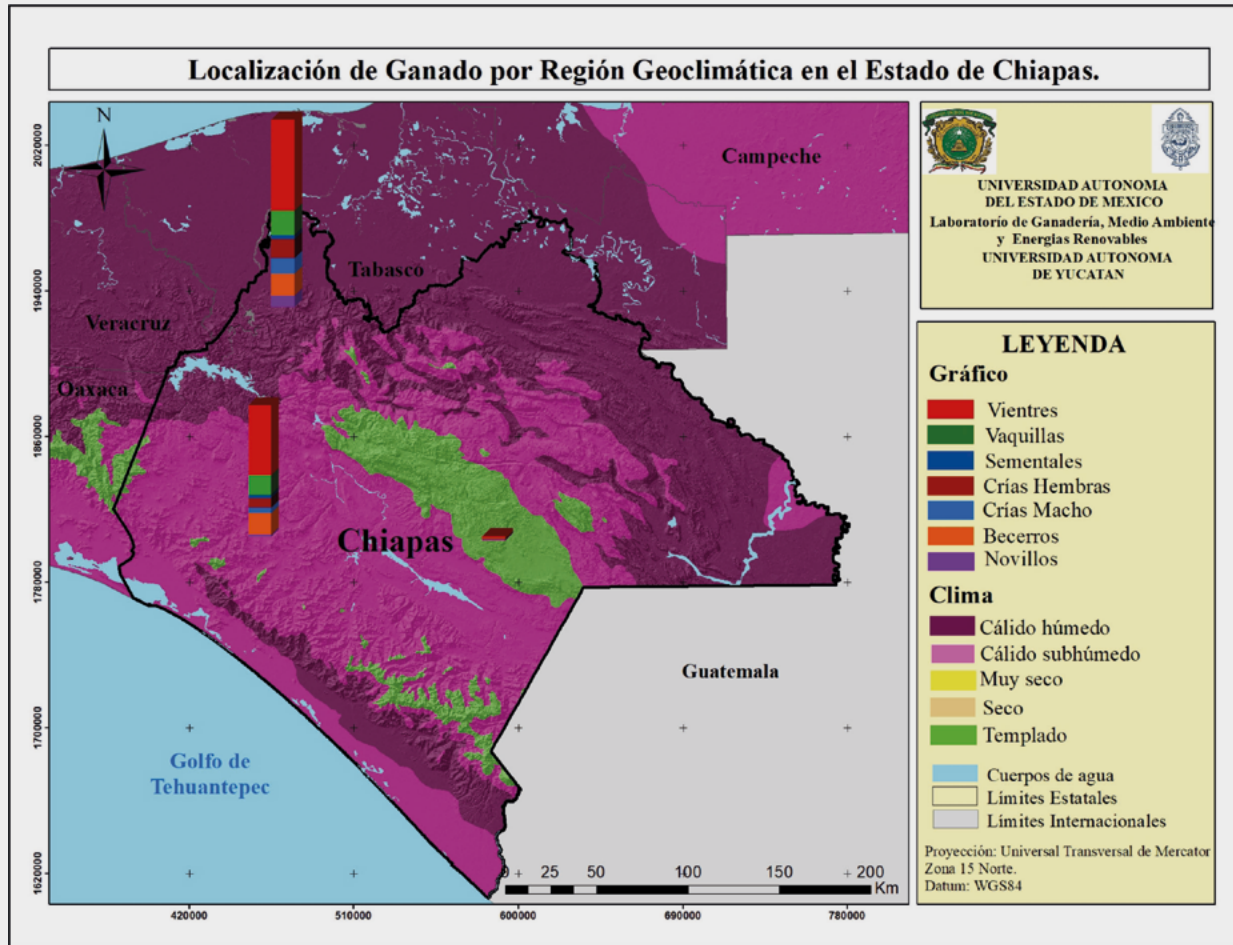 Localización de Ganado por Región Geoclimática en el Estado de Chiapas.
N
Campeche
Tabasco
Veracruz
Oaxaca
Chiapas
Guatemala
Golfo de
Tehuantepec
2020000
1940000
1860000
1780000
1700000
1620000
420000
510000
600000
690000
780000
0 25 50 100 150 200
Km
UNIVERSIDAD AUTONOMA
DEL ESTADO DE MEXICO
Laboratorío de Ganadería, Medio Ambiente
y Energias Renovables
UNIVERSIDAD AUTONOMA
DE YUCATAN
LEYENDA
Gráfico
Vientres
Vaquillas
Sementales
Crías Hembras
Crías Macho
Becerros
Novillos
Clima
Cálido húmedo
Cálido subhúmedo
Muy seco
Seco
Templado
Cuerpos de agua
Límites Estatales
Límites Internacionales
Proyección: Universal Transversal de Mercator
Zona 15 Norte.
Datum: WGS84